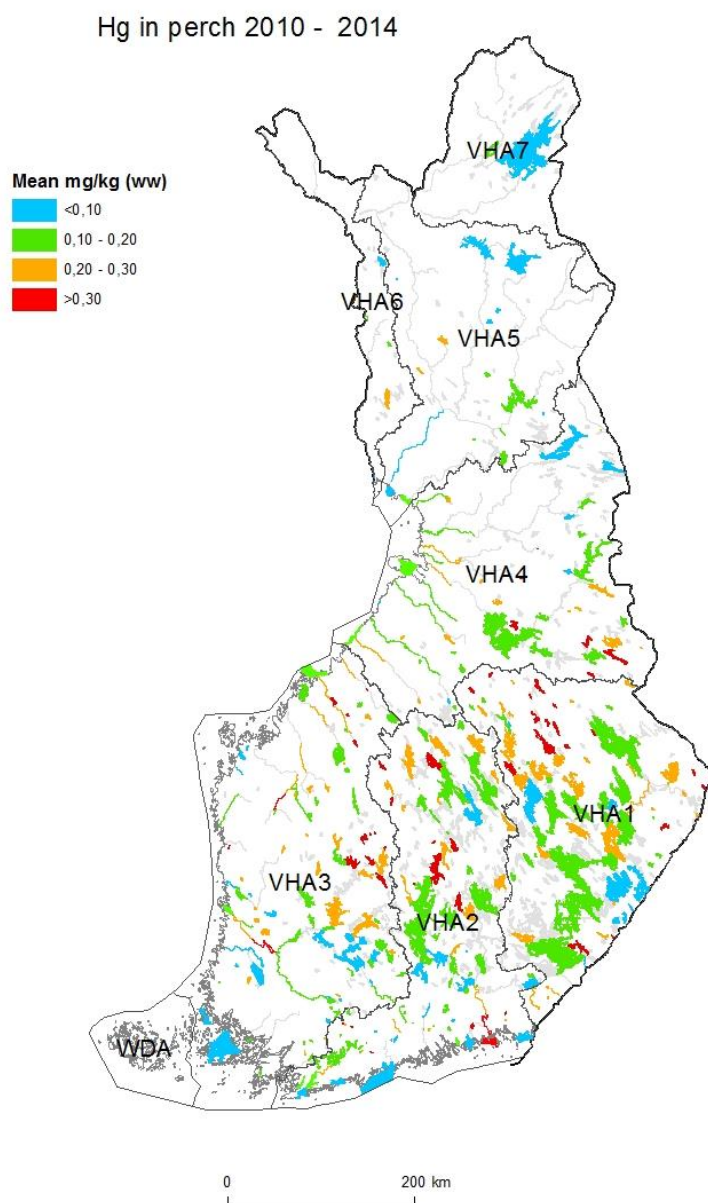 Hg in perch 2010 - 2014
VHA7
Mean mg/kg (ww)
<0,10
0,10 - 0,20
0,20 - 0,30
>0,30
VHA6
VHA5
VHA4
VHA1
VHA3
VHA2
WDA
0 200 km